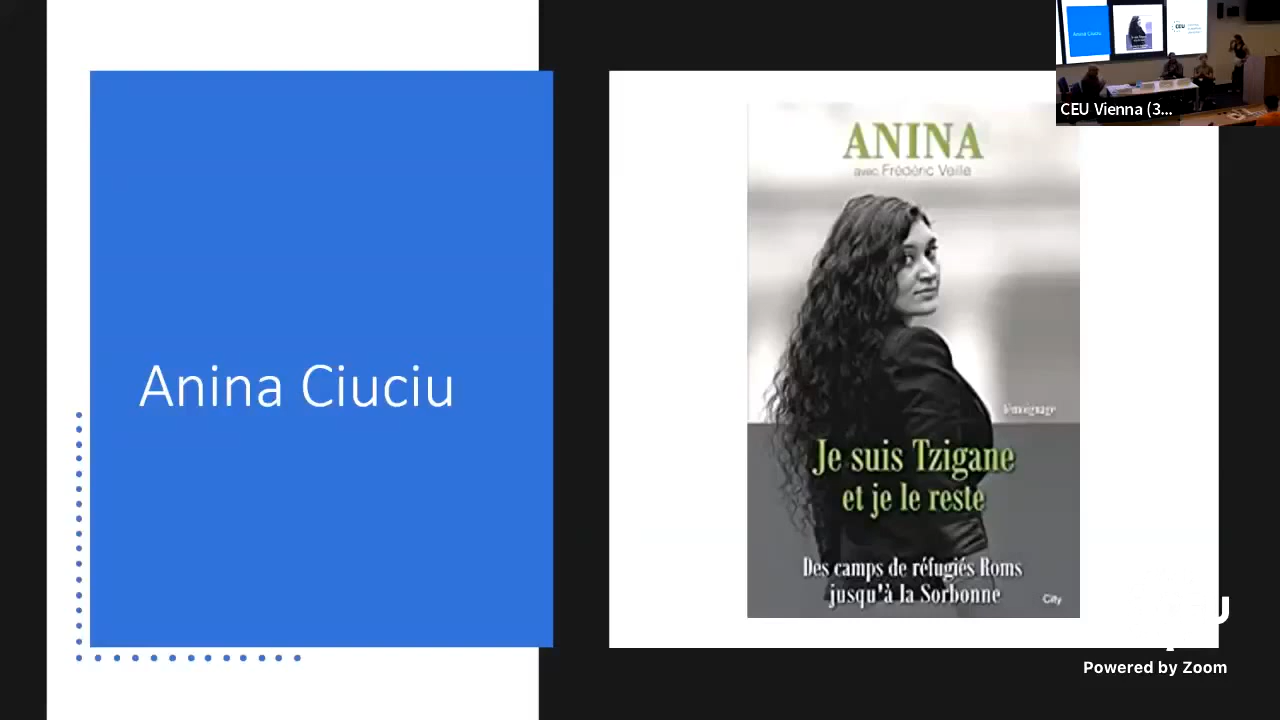 Anina Ciuciu
ANINA
avec Frédéric Veille
témoignage
Je suis Tzigane
et je le reste
Des camps de réfugiés Roms
jusqu'à la Sorbonne
City
CEU Vienna (3...
Powered by Zoom